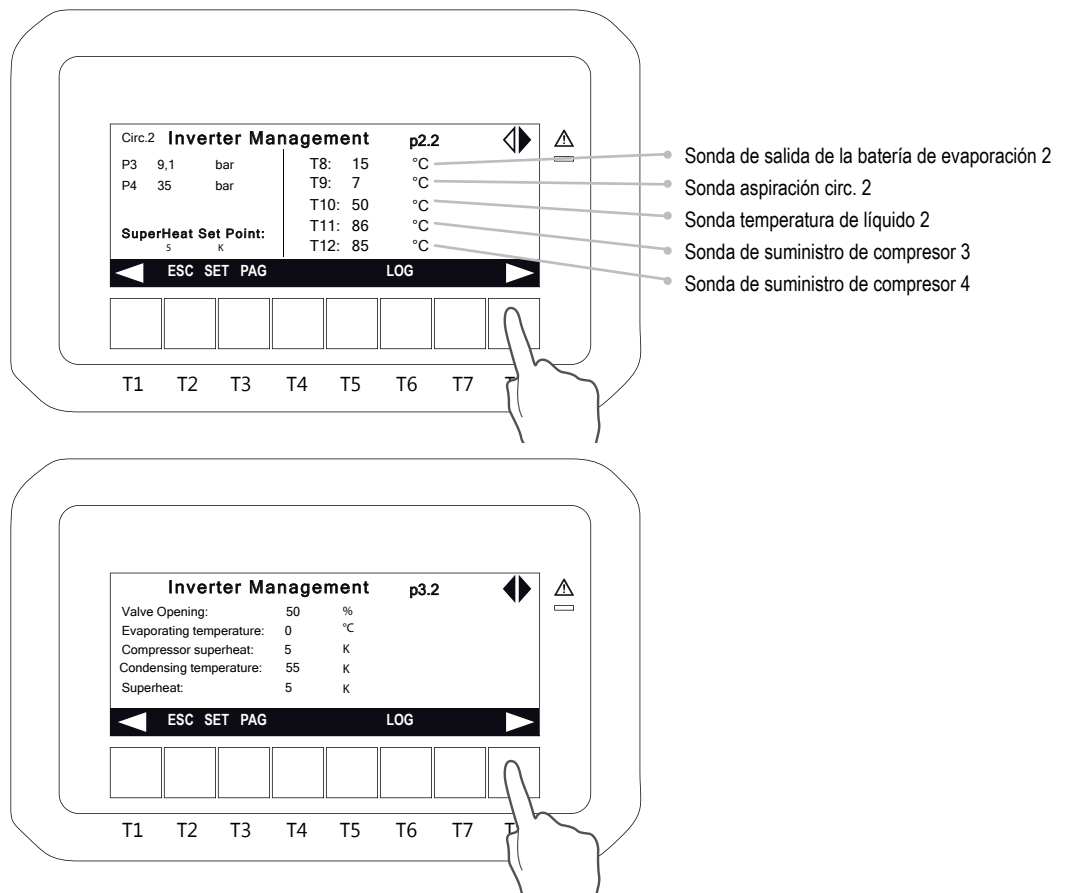 Circ.2 Inverter Management p2.2
P3 9,1 bar T8: 15 °C
P4 35 bar T9: 7 °C
T10: 50 °C
T11: 86 °C
SuperHeat Set Point:
5 K T12: 85 °C
ESC SET PAG LOG
T1 T2 T3 T4 T5 T6 T7 T
Sonda de salida de la batería de evaporación 2
Sonda aspiración circ. 2
Sonda temperatura de líquido 2
Sonda de suministro de compresor 3
Sonda de suministro de compresor 4
Inverter Management p3.2
Valve Opening: 50 %
Evaporating temperature: 0 °C
Compressor superheat: 5 K
Condensing temperature: 55 K
Superheat: 5 K
ESC SET PAG LOG
T1 T2 T3 T4 T5 T6 T7 T